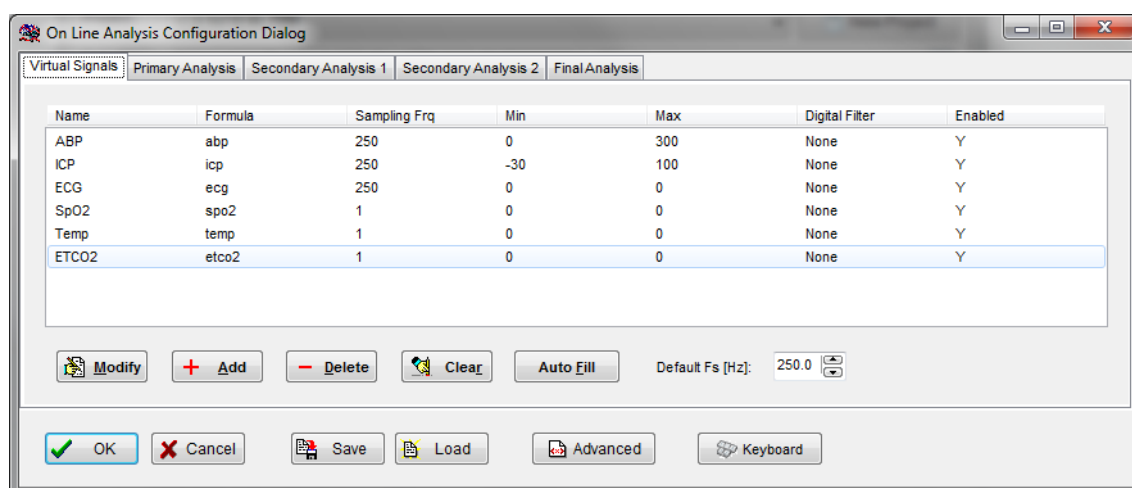 On Line Analysis Configuration Dialog
Virtual Signals Primary Analysis Secondary Analysis 1 Secondary Analysis 2 Final Analysis
Name Formula Sampling Frq Min Max Digital Filter Enabled
ABP abp 250 0 300 None Y
ICP icp 250 -30 100 None Y
ECG ecg 250 0 0 None Y
SpO2 spo2 1 0 0 None Y
Temp temp 1 0 0 None Y
ETCO2 etco2 1 0 0 None Y
Modify Add Delete Clear Auto Fill Default Fs [Hz]: 250.0
OK Cancel Save Load Advanced Keyboard